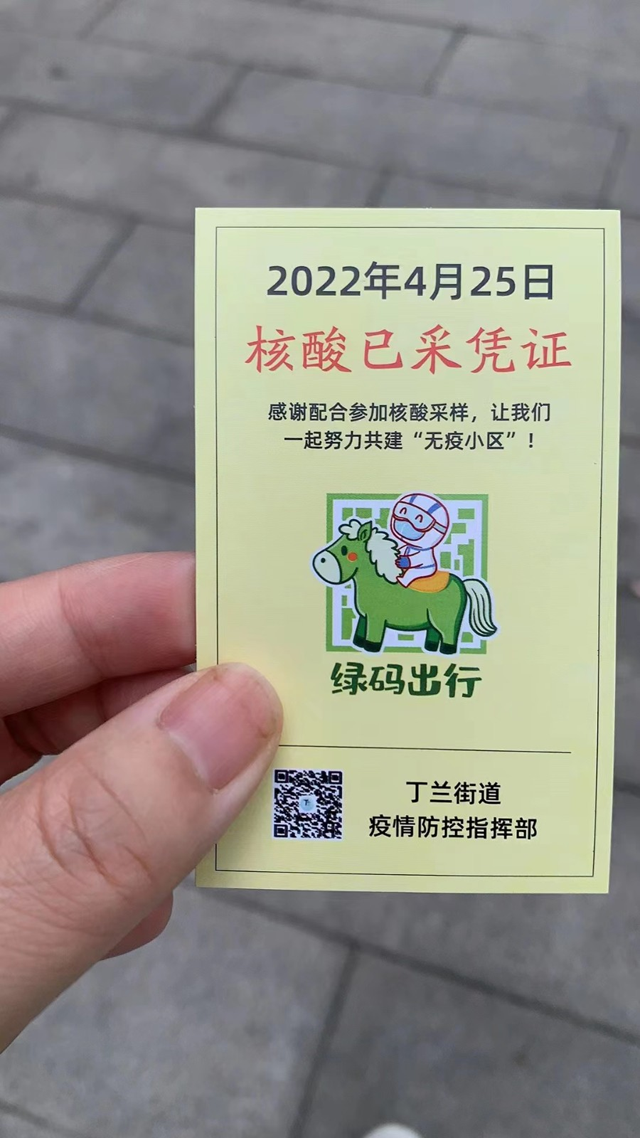 2022年4月25日
核酸已采凭证
感谢配合参加核酸采样，让我们
一起努力共建“无疫小区”！
绿码出行
丁兰街道
疫情防控指挥部